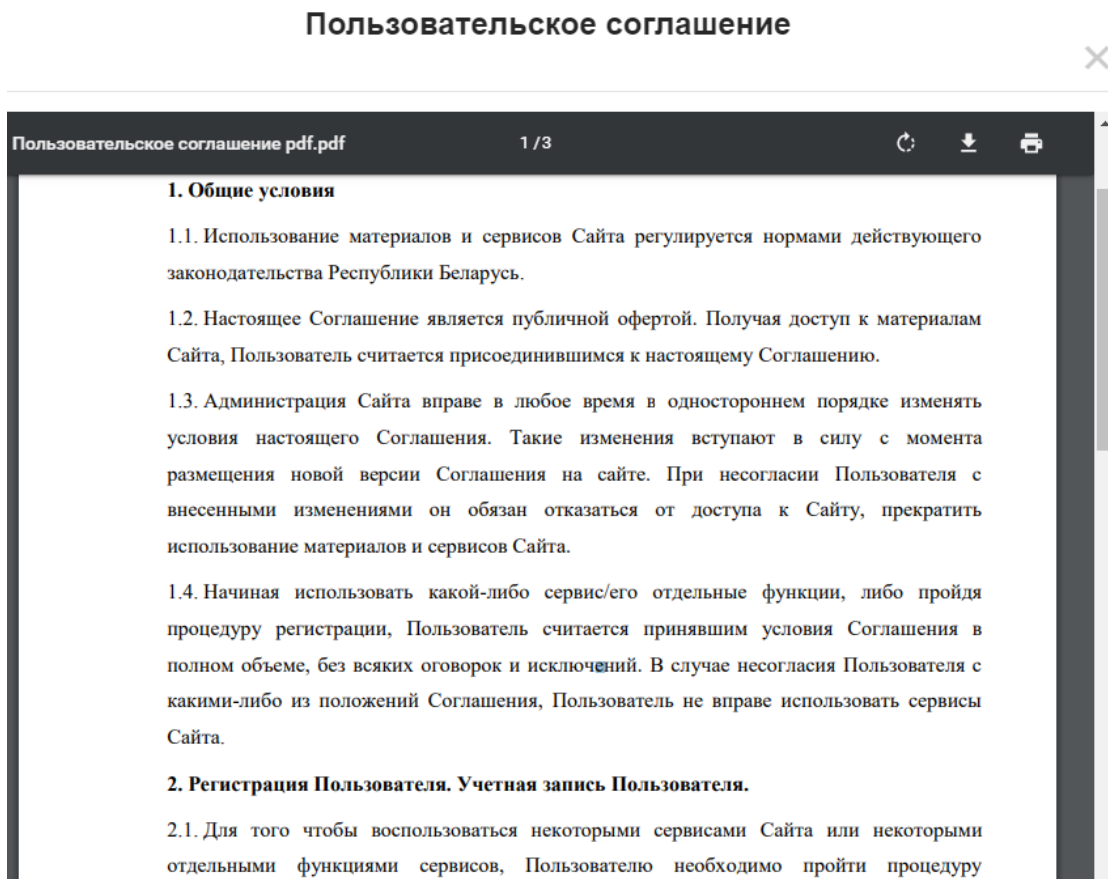 Пользовательское соглашение
Пользовательское соглашение pdf.pdf
1 / 3
1. Общие условия
1.1. Использование материалов и сервисов Сайта регулируется нормами действующего
законодательства Республики Беларусь.
1.2. Настоящее Соглашение является публичной офертой. Получая доступ к материалам
Сайта, Пользователь считается присоединившимся к настоящему Соглашению.
1.3. Администрация Сайта вправе в любое время в одностороннем порядке изменять
условия настоящего Соглашения. Такие изменения вступают в силу с момента
размещения новой версии Соглашения на сайте. При несогласии Пользователя с
внесенными изменениями он обязан отказаться от доступа к Сайту, прекратить
использование материалов и сервисов Сайта.
1.4. Начиная использовать какой-либо сервис/его отдельные функции, либо пройдя
процедуру регистрации, Пользователь считается принявшим условия Соглашения в
полном объеме, без всяких оговорок и исключений. В случае несогласия Пользователя с
какими-либо из положений Соглашения, Пользователь не вправе использовать сервисы
Сайта.
2. Регистрация Пользователя. Учетная запись Пользователя.
2.1. Для того чтобы воспользоваться некоторыми сервисами Сайта или некоторыми
отдельными функциями сервисов, Пользователю необходимо пройти процедуру